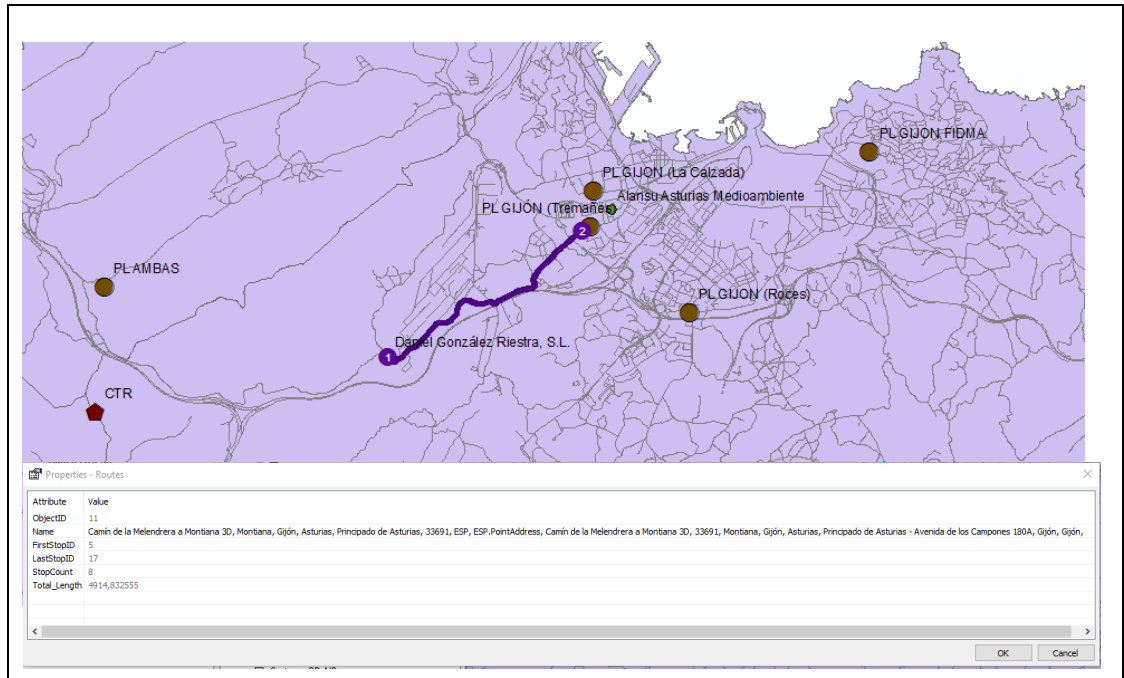 PL GIJON FIDMA
PL GIJON (La Calzada)
Alansu Asturias Medioambiente
PL GIJÓN (Tremañes)
2
PL AMBAS
PL GIJON (Roces)
Daniel González Riestra, S.L.
1
CTR
Properties - Routes
Attribute Value
ObjectID 11
Name Camín de la Melendrera a Montiana 3D, Montiana, Gijón, Asturias, Principado de Asturias, 33691, ESP, ESP.PointAddress, Camín de la Melendrera a Montiana 3D, 33691, Montiana, Gijón, Asturias, Principado de Asturias - Avenida de los Campones 180A, Gijón, Gijón,
FirstStopID 5
LastStopID 17
StopCount 8
Total_Length 4914,832555
OK Cancel